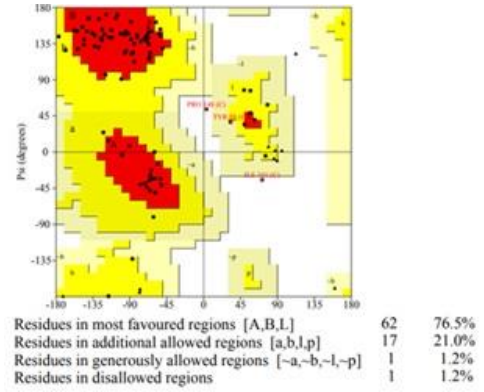 180
135
90
45
0
-45
-90
-135
Psi (degrees)
-180 -135 -90 -45 0 45 90 135 180
Residues in most favoured regions [A,B,L] 62 76.5%
Residues in additional allowed regions [a,b,l,p] 17 21.0%
Residues in generously allowed regions [~a,~b,~l,~p] 1 1.2%
Residues in disallowed regions 1 1.2%